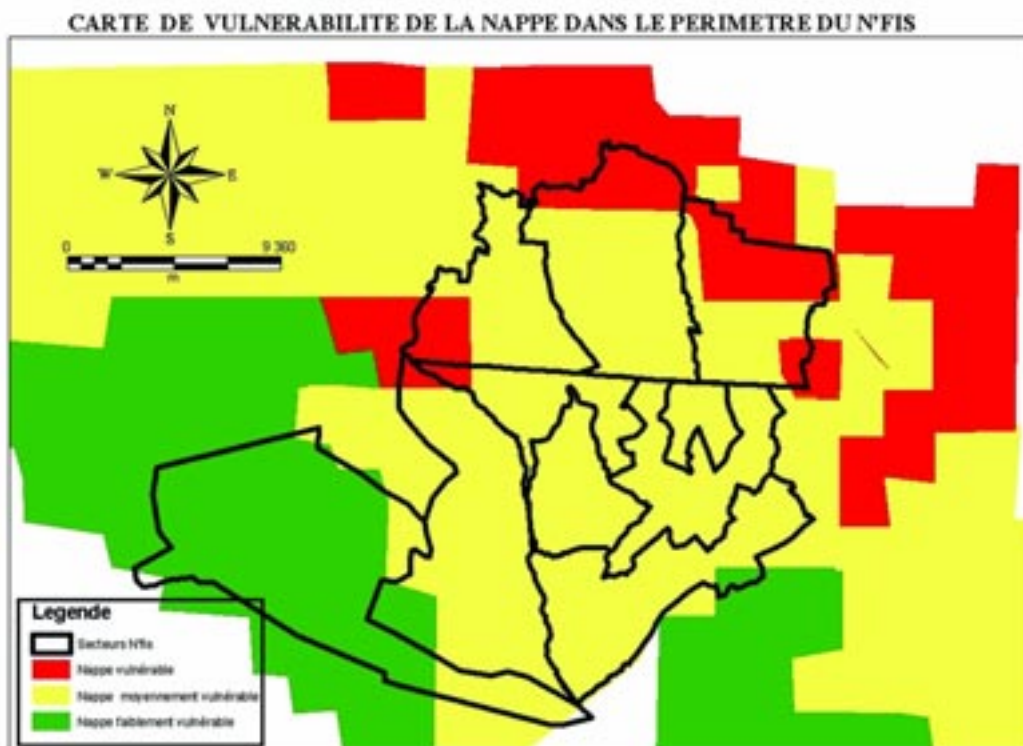 CARTE DE VULNERABILITE DE LA NAPPE DANS LE PERIMETRE DU N'FIS
N
W E
S
0 9 360
m
Legende
Secteurs N'fis
Nappe vulnérable
Nappe moyennement vulnérable
Nappe faiblement vulnérable